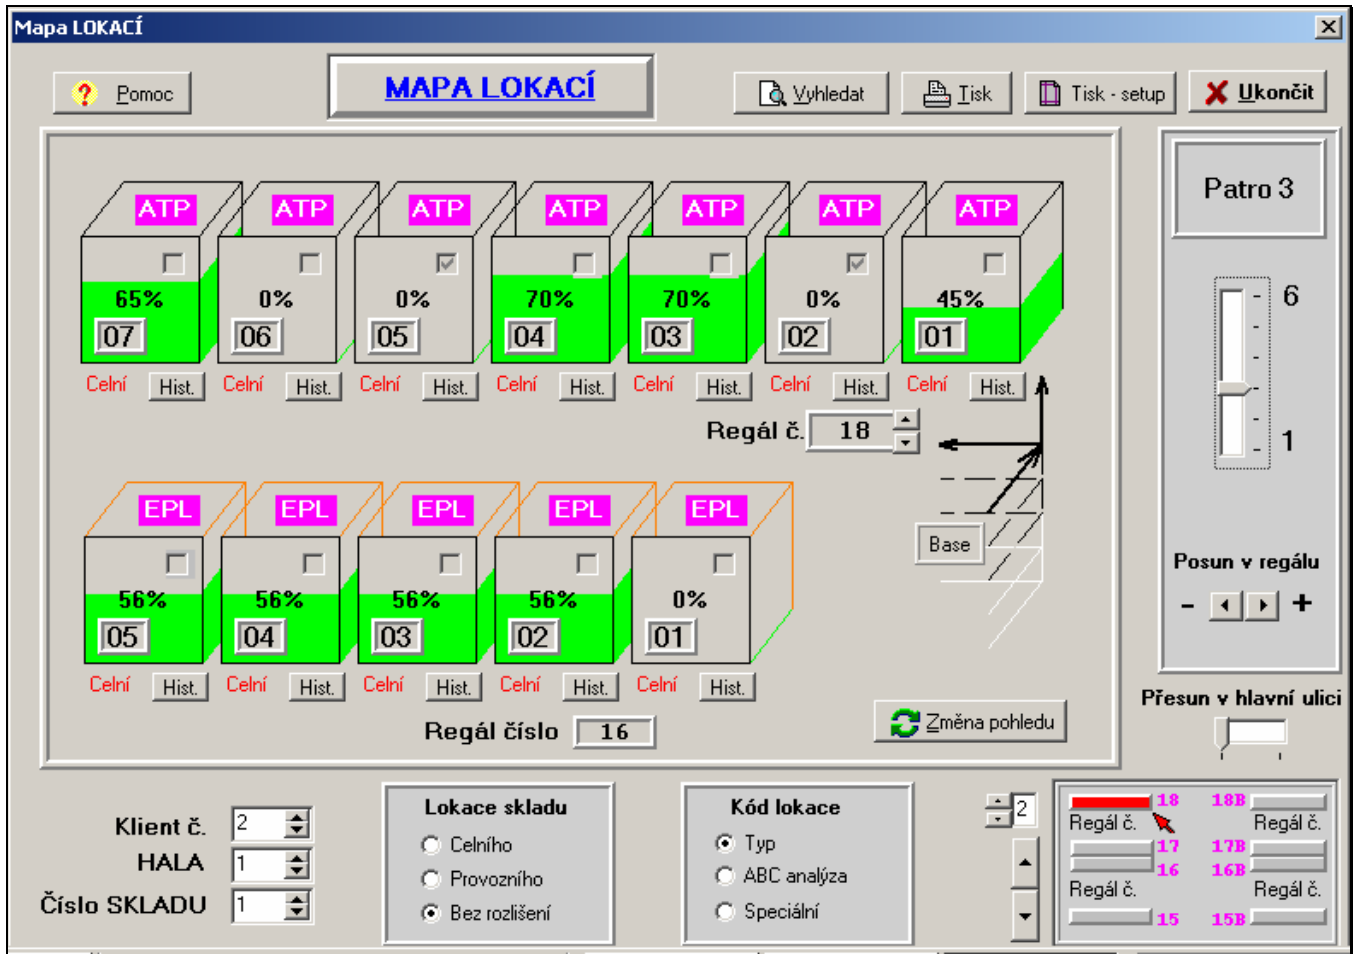 Mapa LOKACÍ
Pomoc
MAPA LOKACÍ
Vyhledat
Tisk
Tisk - setup
Ukončit
ATP ATP ATP ATP ATP ATP ATP
65% 0% 0% 70% 70% 0% 45%
07 06 05 04 03 02 01
Celní Hist. Celní Hist. Celní Hist. Celní Hist. Celní Hist. Celní Hist. Celní Hist.
Regál č. 18
EPL EPL EPL EPL EPL
56% 56% 56% 56% 0%
05 04 03 02 01
Celní Hist. Celní Hist. Celní Hist. Celní Hist. Celní Hist.
Base
Regál číslo 16
Změna pohledu
Patro 3
6
1
Posun v regálu
- +
Přesun v hlavní ulici
Klient č. 2
HALA 1
Číslo SKLADU 1
Lokace skladu
Celního
Provozního
Bez rozlišení
Kód lokace
Typ
ABC analýza
Speciální
2
18 18B
Regál č. Regál č.
17 17B
16 16B
Regál č. Regál č.
15 15B